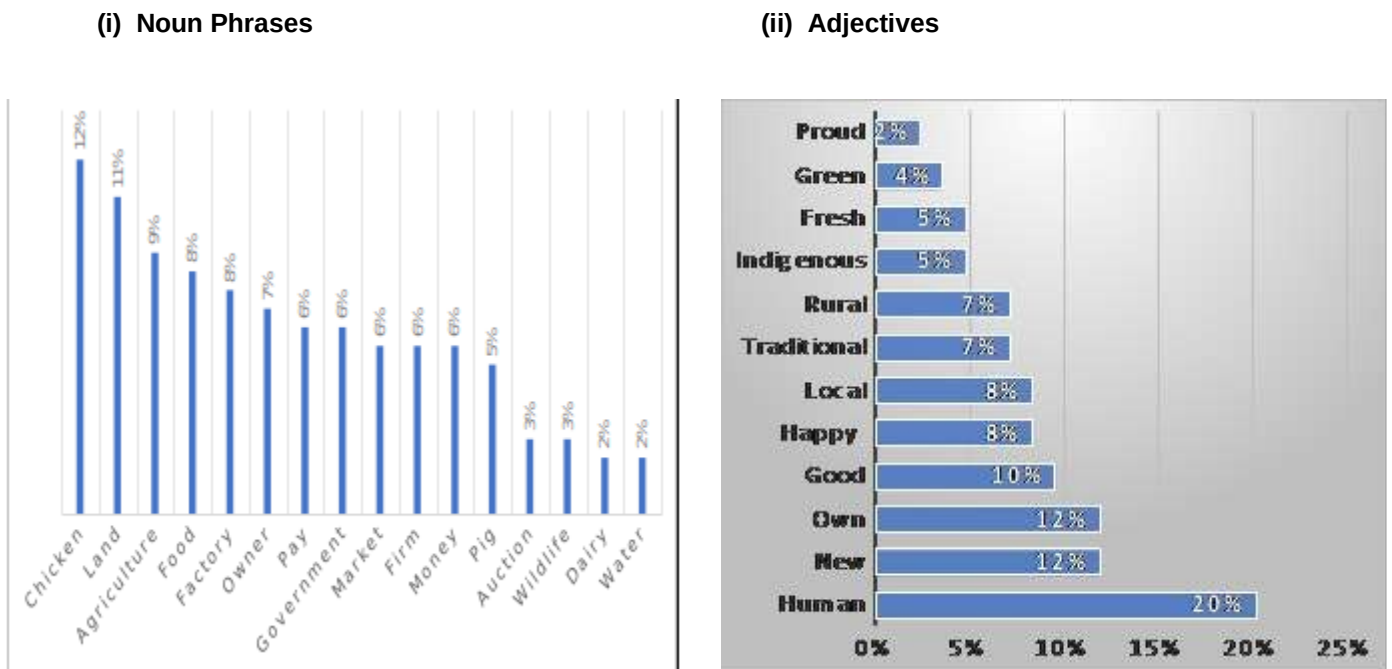 (i) Noun Phrases
12%
11%
9%
8%
8%
7%
6%
6%
6%
6%
6%
5%
3%
3%
2%
2%
Chicken
Land
Agriculture
Food
Factory
Owner
Pay
Government
Market
Firm
Money
Pig
Auction
Wildlife
Dairy
Water
(ii) Adjectives
Proud 2%
Green 4%
Fresh 5%
Indigenous 5%
Rural 7%
Traditional 7%
Local 8%
Happy 8%
Good 10%
Own 12%
New 12%
Human 20%
0% 5% 10% 15% 20% 25%